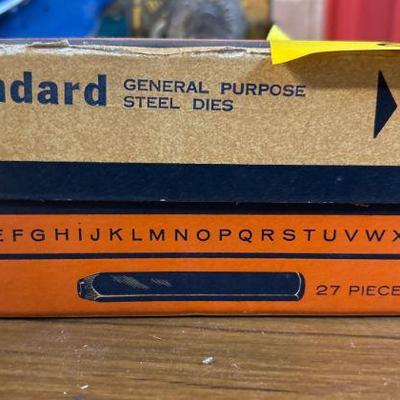 ndard GENERAL PURPOSE
STEEL DIES
EFGHiJKLMNOPQRSTUVWX
27 PIECE